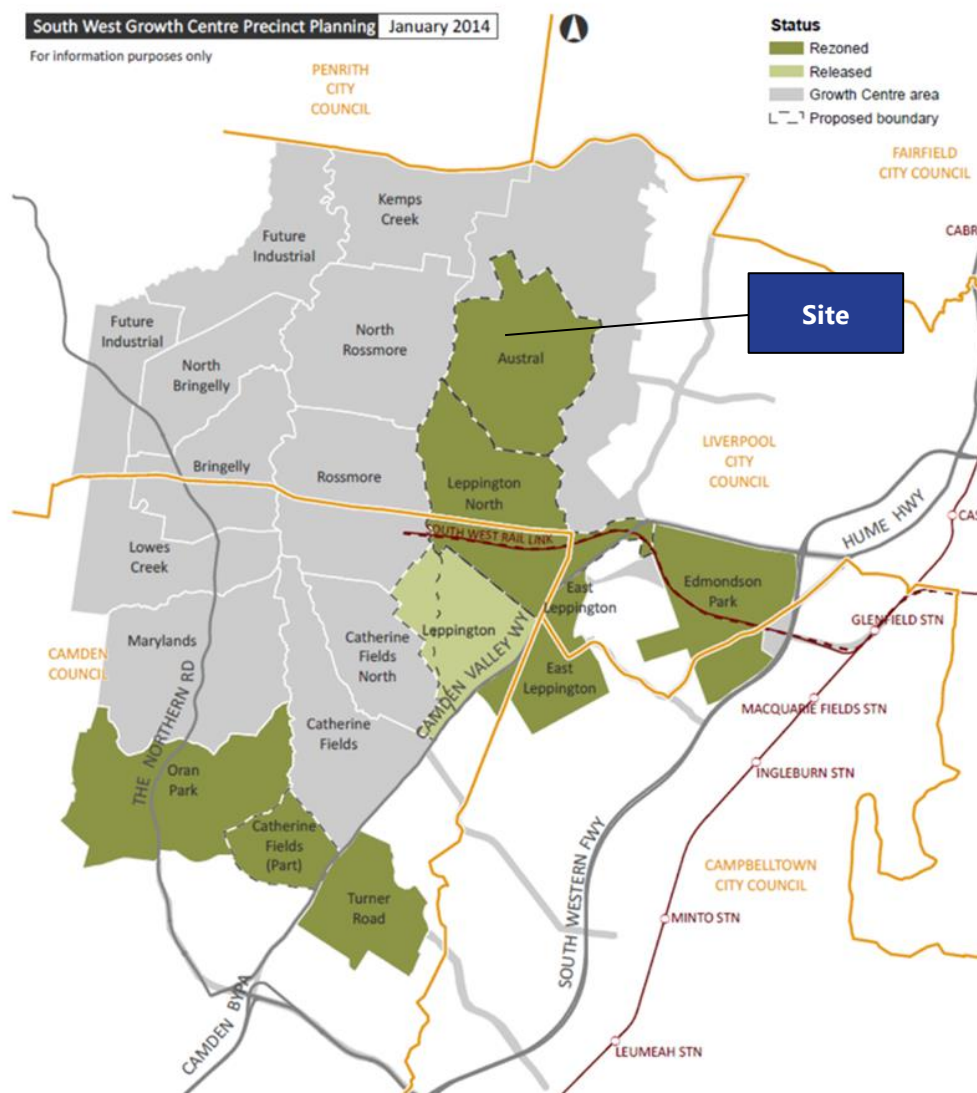 South West Growth Centre Precinct Planning January 2014
For information purposes only
Status
Rezoned
Released
Growth Centre area
Proposed boundary
PENRITH
CITY
COUNCIL
FAIRFIELD
CITY COUNCIL
CABR
Kemps
Creek
Future
Industrial
Future
Industrial
North
Rossmore
Site
Austral
North
Bringelly
LIVERPOOL
CITY
COUNCIL
Bringelly
Rossmore
Leppington
North
HUME HWY
CAS
SOUTH WEST RAIL LINK
Lowes
Creek
East
Leppington
Edmondson
Park
GLENFIELD STN
Marylands
Leppington
CAMDEN VALLEY WY
Catherine
Fields
North
CAMDEN
COUNCIL
East
Leppington
MACQUARIE FIELDS STN
THE NORTHERN RD
Catherine
Fields
INGLEBURN STN
Oran
Park
Catherine
Fields
(Part)
SOUTH WESTERN FWY
CAMPBELLTOWN
CITY COUNCIL
Turner
Road
MINTO STN
CAMDEN BYPA
LEUMEAH STN